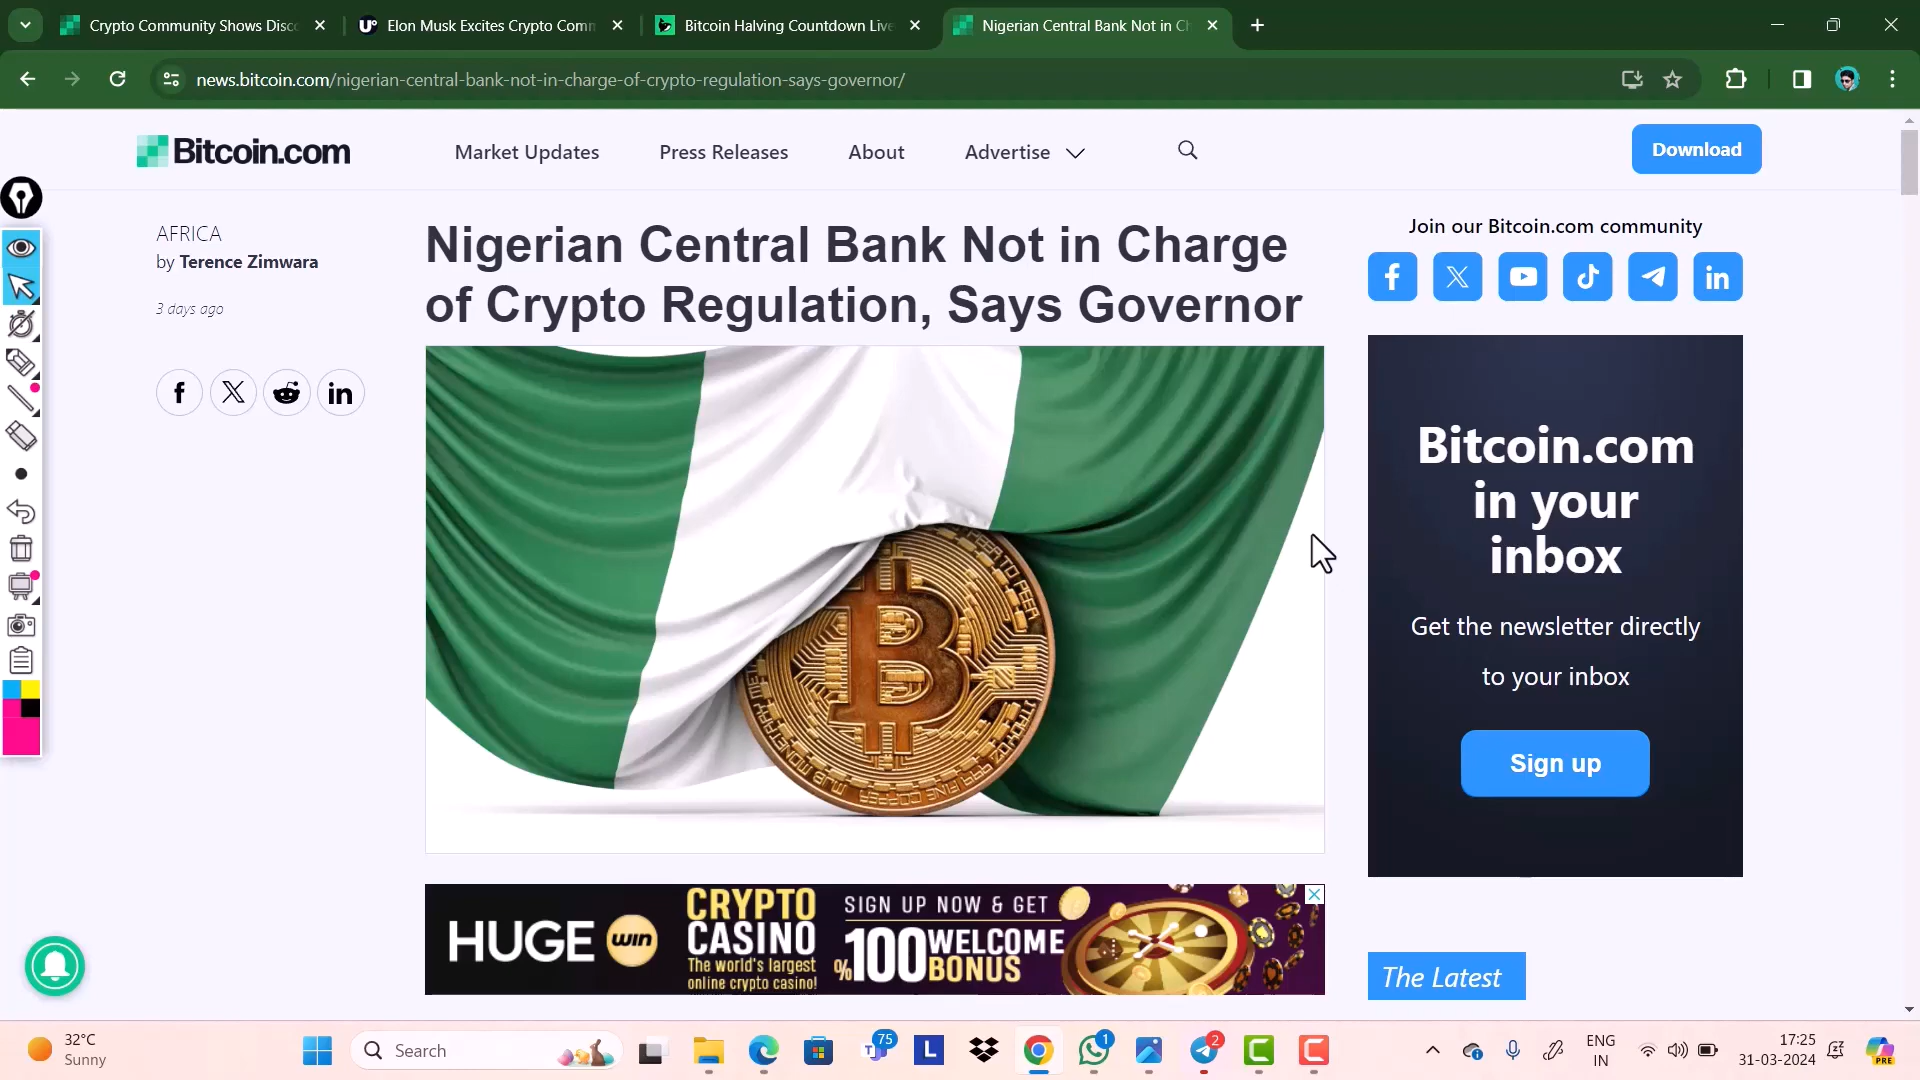 Crypto Community Shows Disc
Elon Musk Excites Crypto Comm
Bitcoin Halving Countdown Live
Nigerian Central Bank Not in Ch
news.bitcoin.com/nigerian-central-bank-not-in-charge-of-crypto-regulation-says-governor/
Bitcoin.com
Market Updates
Press Releases
About
Advertise
Download
AFRICA
by Terence Zimwara
3 days ago
Nigerian Central Bank Not in Charge
of Crypto Regulation, Says Governor
Join our Bitcoin.com community
Bitcoin.com
in your
inbox
Get the newsletter directly
to your inbox
Sign up
HUGE win
CRYPTO
CASINO
The world's largest
online crypto casino!
SIGN UP NOW & GET
%100 WELCOME
BONUS
The Latest
32°C
Sunny
Search
75
1
2
ENG
IN
17:25
31-03-2024
PRE